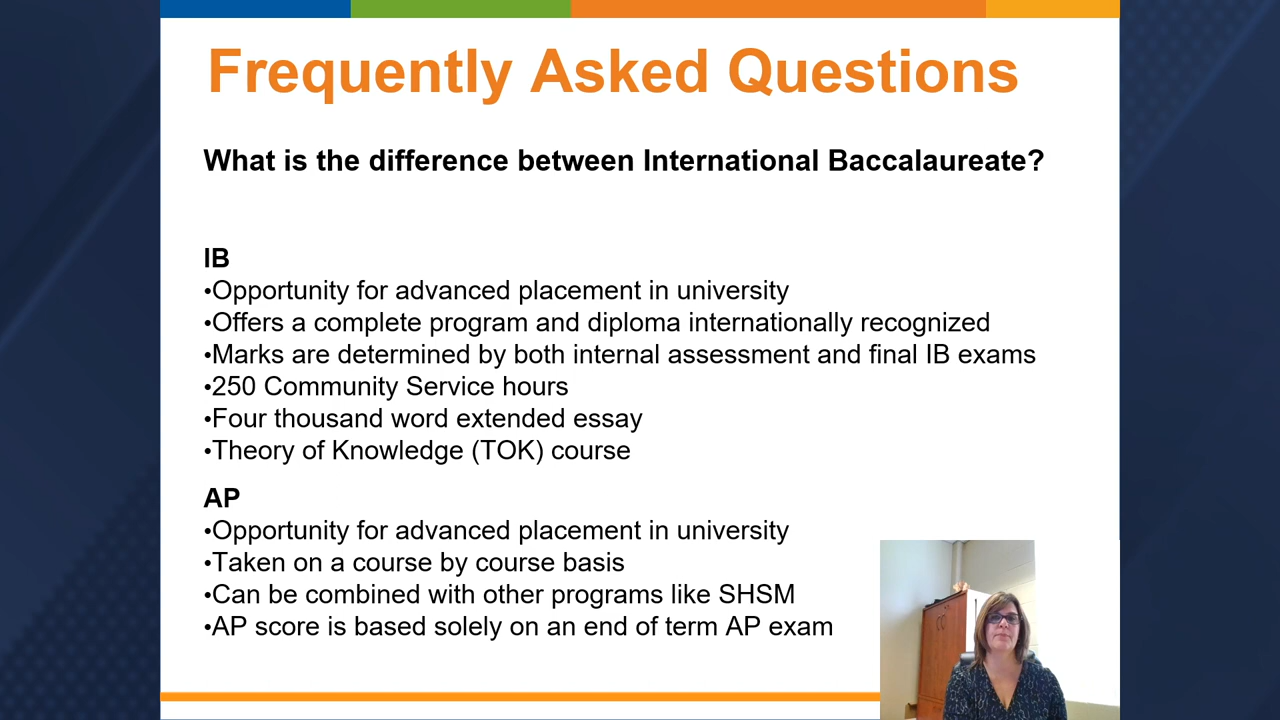 Frequently Asked Questions
What is the difference between International Baccalaureate?
IB
•Opportunity for advanced placement in university
•Offers a complete program and diploma internationally recognized
•Marks are determined by both internal assessment and final IB exams
•250 Community Service hours
•Four thousand word extended essay
•Theory of Knowledge (TOK) course
AP
•Opportunity for advanced placement in university
•Taken on a course by course basis
•Can be combined with other programs like SHSM
•AP score is based solely on an end of term AP exam